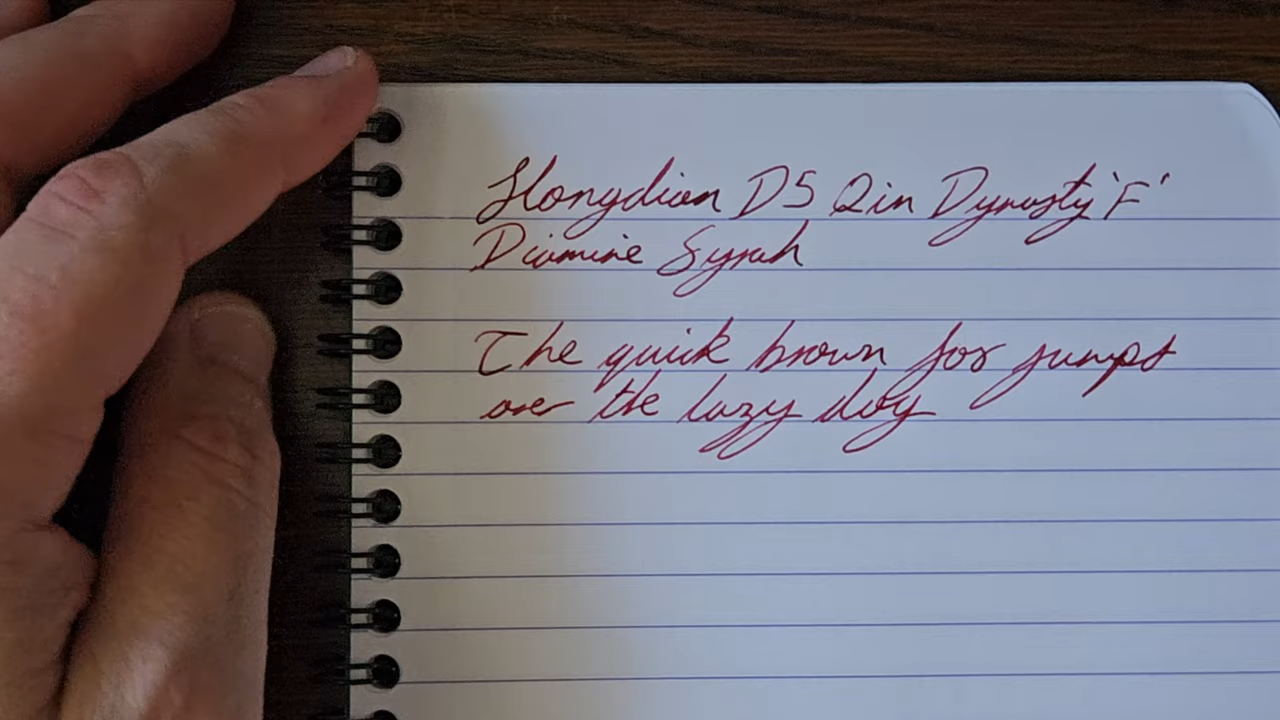 Hongdian D5 Qin Dynasty 'F'
Diamine Syrah
The quick brown fox jumps
over the lazy dog